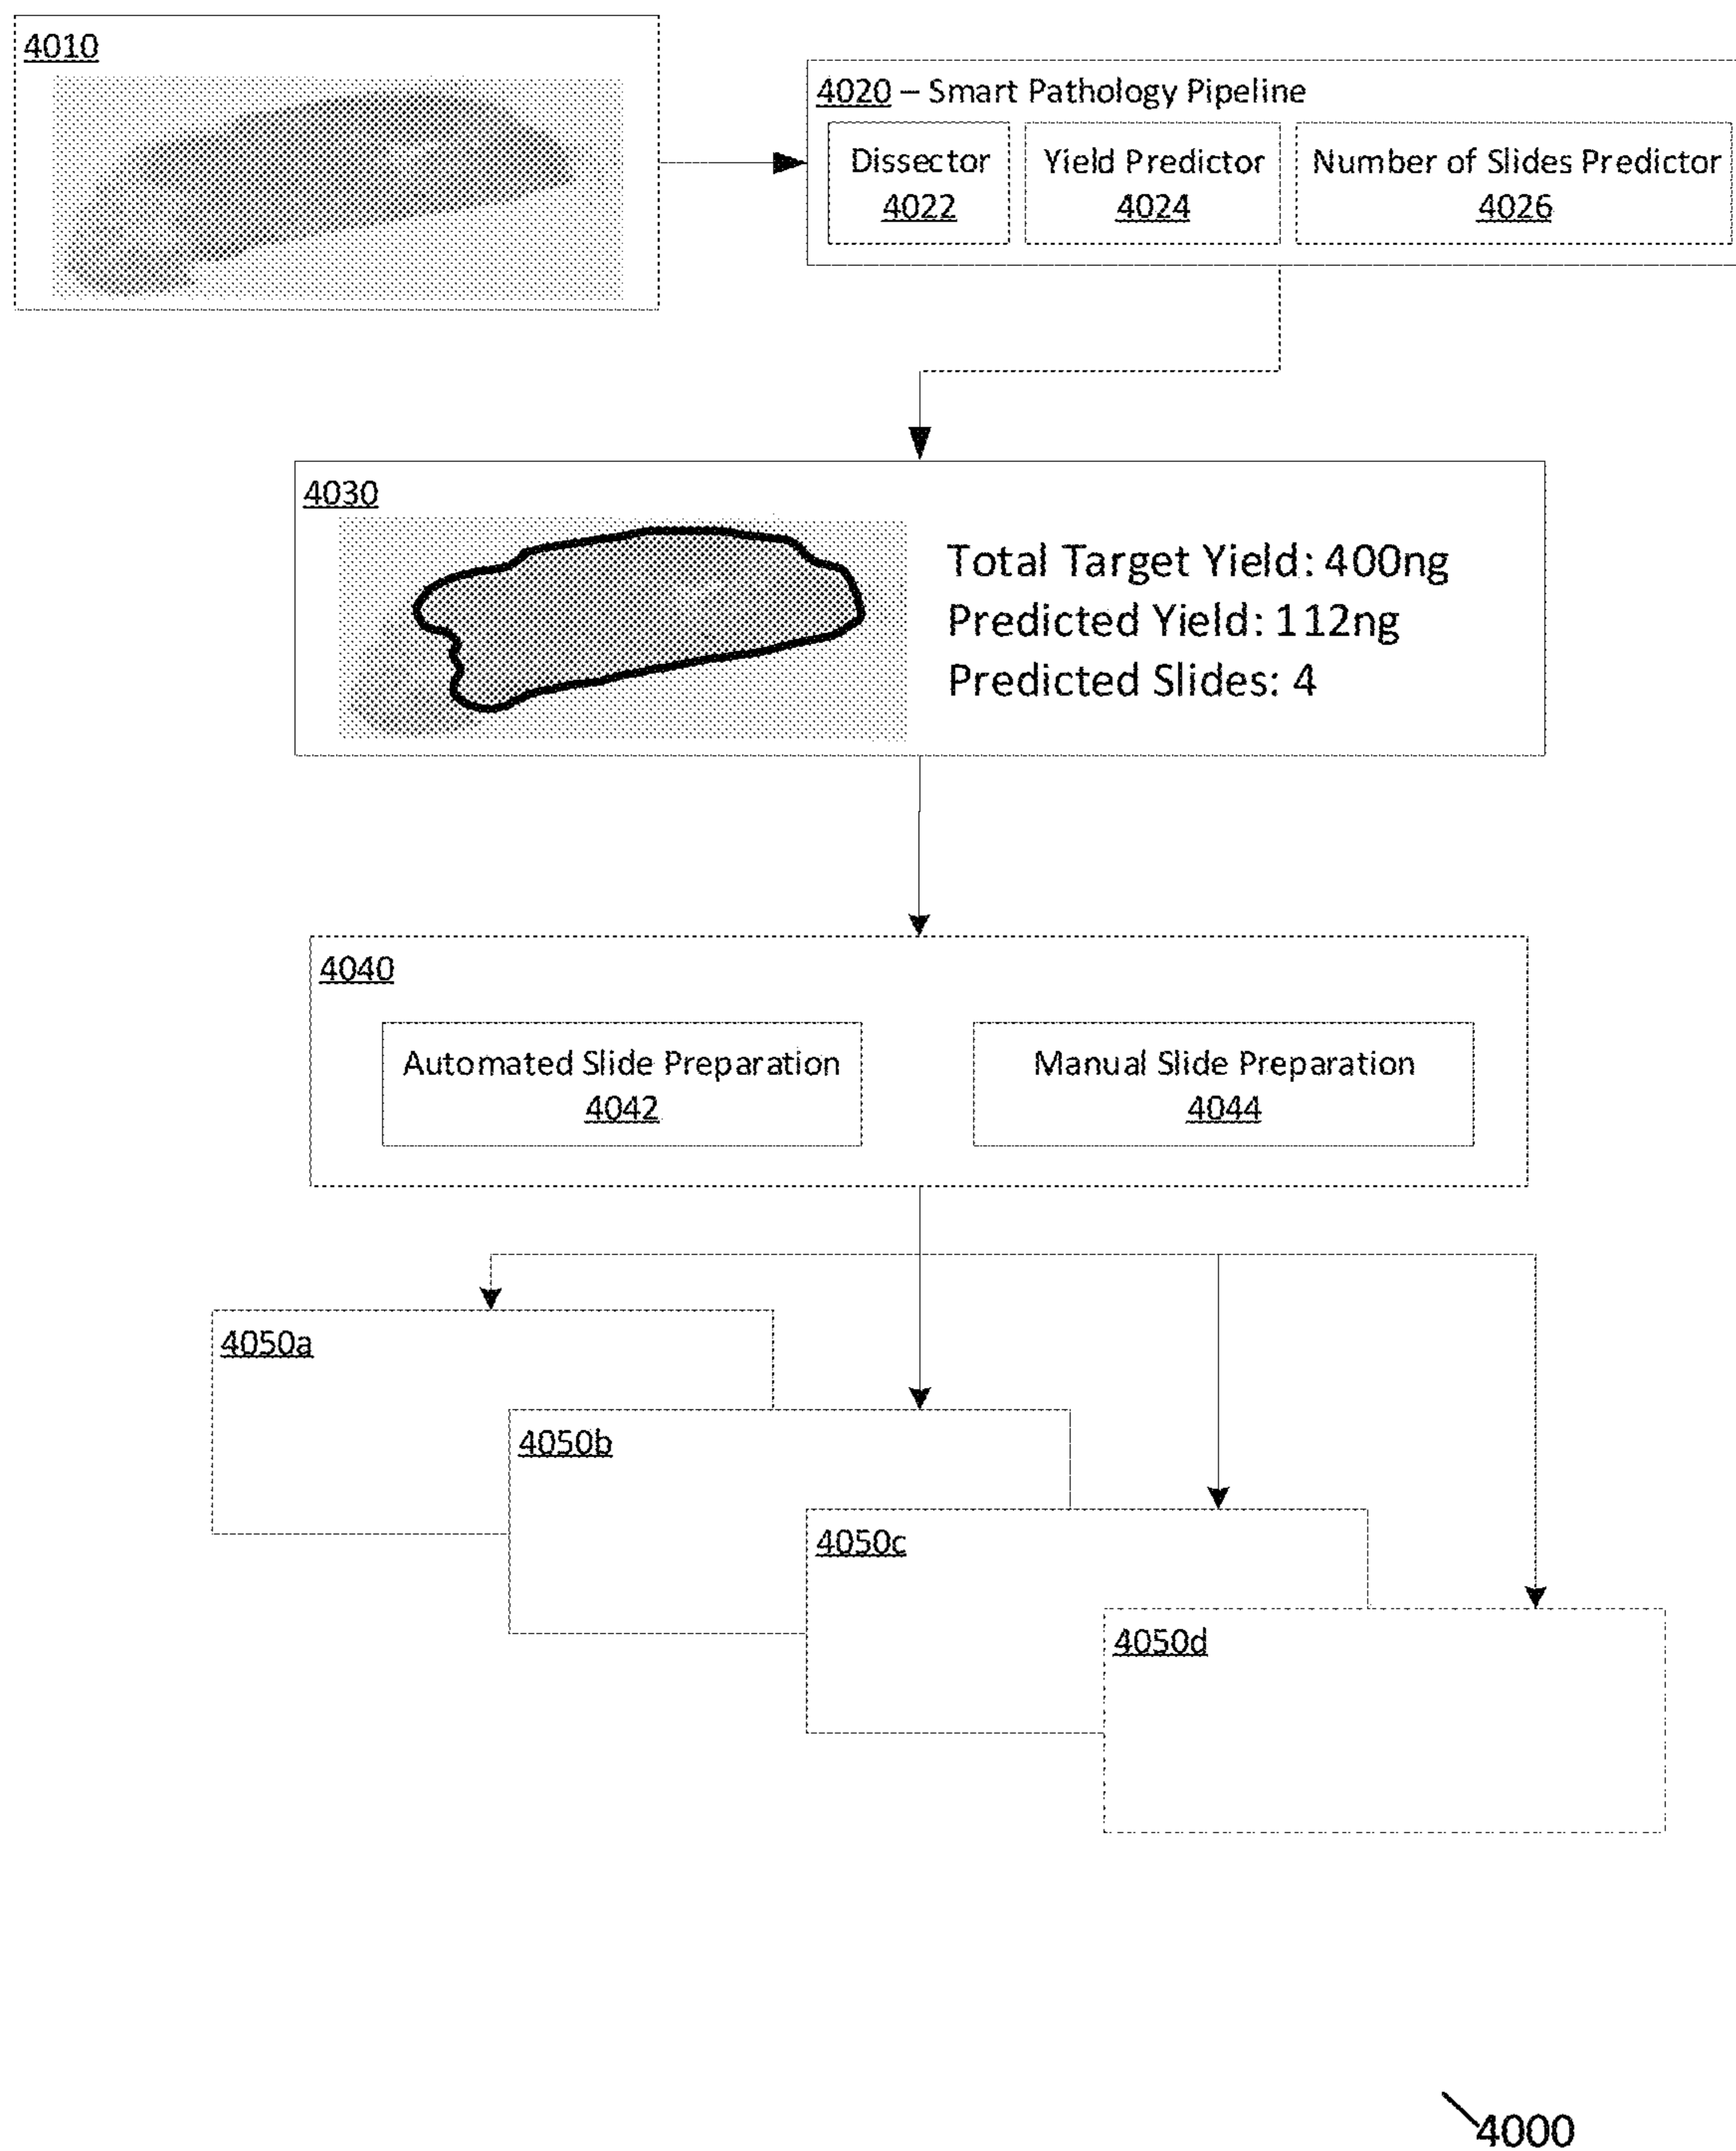 4010
4020 – Smart Pathology Pipeline
Dissector
4022
Yield Predictor
4024
Number of Slides Predictor
4026
4030
Total Target Yield: 400ng
Predicted Yield: 112ng
Predicted Slides: 4
4040
Automated Slide Preparation
4042
Manual Slide Preparation
4044
4050a
4050b
4050c
4050d
4000